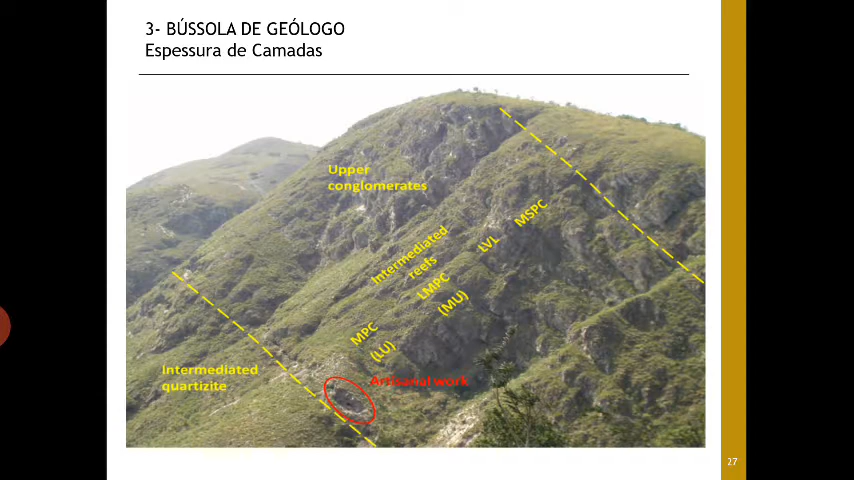 3- BÚSSOLA DE GEÓLOGO
Espessura de Camadas
Upper
conglomerates
Intermediated
reefs
LVL
MSPC
LMPC
(MU)
MPC
(LU)
Intermediated
quartizite
Artisanal work
27